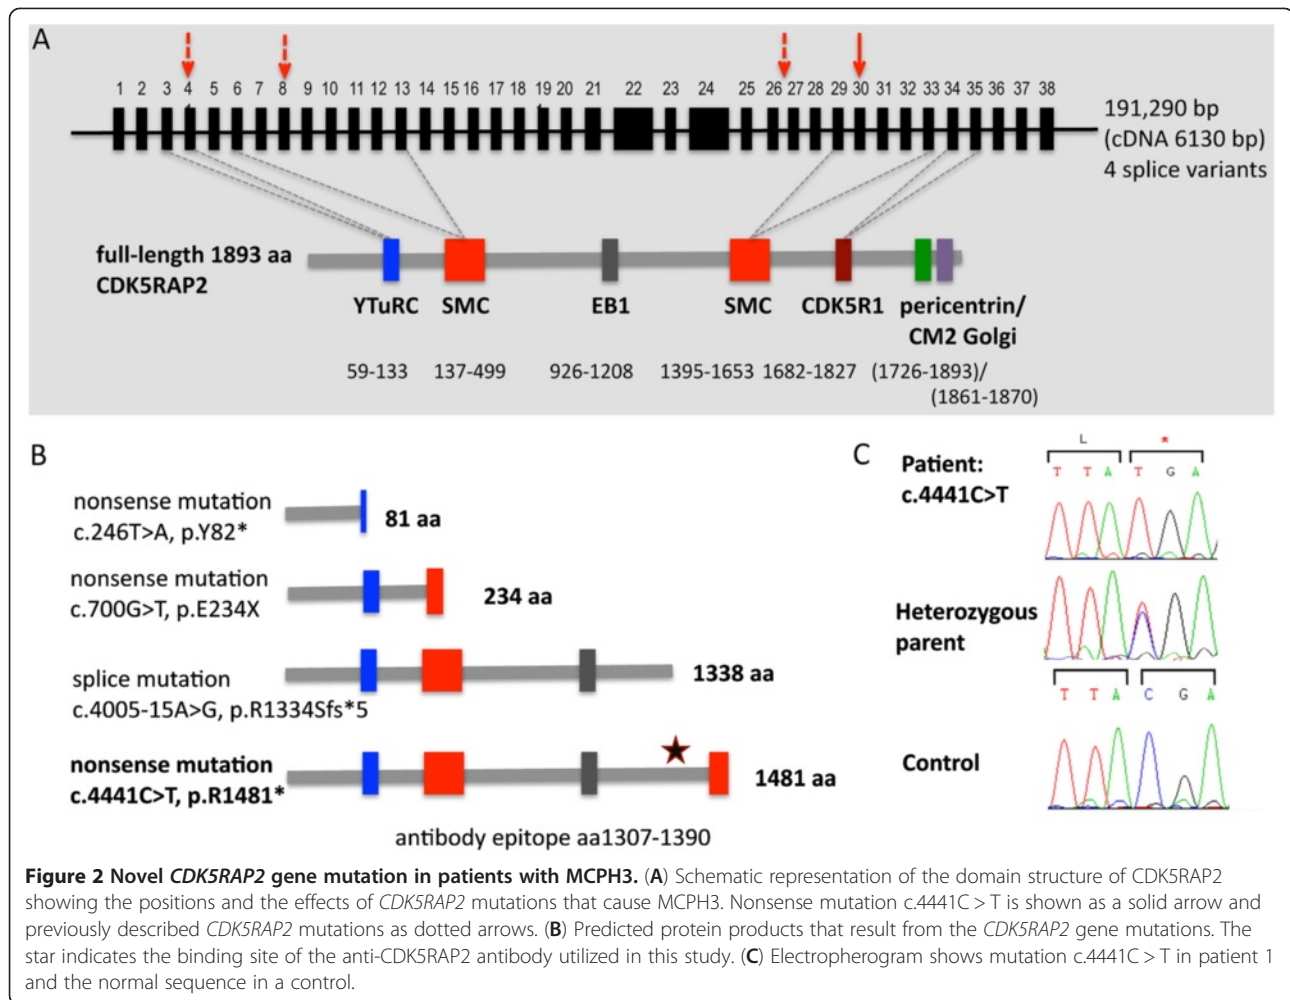 A
1 2 3 4 5 6 7 8 9 10 11 12 13 14 15 16 17 18 19 20 21 22 23 24 25 26 27 28 29 30 31 32 33 34 35 36 37 38
191,290 bp
(cDNA 6130 bp)
4 splice variants
full-length 1893 aa
CDK5RAP2
YTuRC SMC EB1 SMC CDK5R1 pericentrin/
CM2 Golgi
59-133 137-499 926-1208 1395-1653 1682-1827 (1726-1893)/
(1861-1870)
B
nonsense mutation
c.246T>A, p.Y82*
81 aa
nonsense mutation
c.700G>T, p.E234X
234 aa
splice mutation
c.4005-15A>G, p.R1334Sfs*5
1338 aa
nonsense mutation
c.4441C>T, p.R1481*
1481 aa
antibody epitope aa1307-1390
C
Patient:
c.4441C>T
L *
T T A T G A
Heterozygous
parent
T T A C G A
Control
Figure 2 Novel CDK5RAP2 gene mutation in patients with MCPH3. (A) Schematic representation of the domain structure of CDK5RAP2
showing the positions and the effects of CDK5RAP2 mutations that cause MCPH3. Nonsense mutation c.4441C > T is shown as a solid arrow and
previously described CDK5RAP2 mutations as dotted arrows. (B) Predicted protein products that result from the CDK5RAP2 gene mutations. The
star indicates the binding site of the anti-CDK5RAP2 antibody utilized in this study. (C) Electropherogram shows mutation c.4441C > T in patient 1
and the normal sequence in a control.